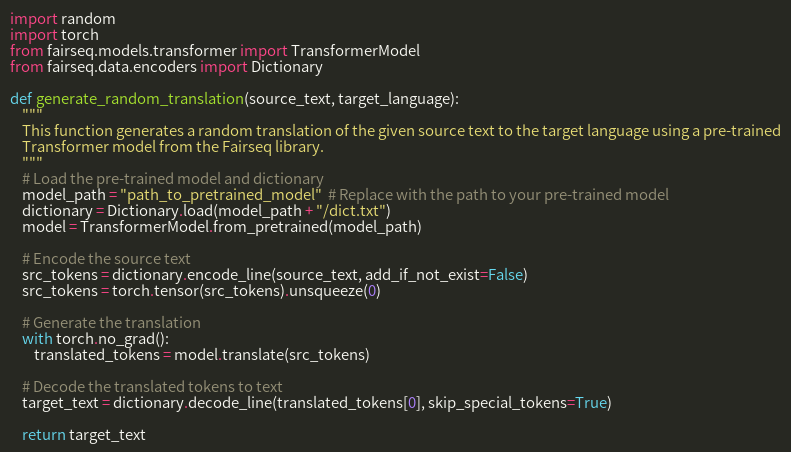 import random
import torch
from fairseq.models.transformer import TransformerModel
from fairseq.data.encoders import Dictionary

def generate_random_translation(source_text, target_language):
    """
    This function generates a random translation of the given source text to the target language using a pre-trained
    Transformer model from the Fairseq library.
    """
    # Load the pre-trained model and dictionary
    model_path = "path_to_pretrained_model"  # Replace with the path to your pre-trained model
    dictionary = Dictionary.load(model_path + "/dict.txt")
    model = TransformerModel.from_pretrained(model_path)

    # Encode the source text
    src_tokens = dictionary.encode_line(source_text, add_if_not_exist=False)
    src_tokens = torch.tensor(src_tokens).unsqueeze(0)

    # Generate the translation
    with torch.no_grad():
        translated_tokens = model.translate(src_tokens)

    # Decode the translated tokens to text
    target_text = dictionary.decode_line(translated_tokens[0], skip_special_tokens=True)

    return target_text